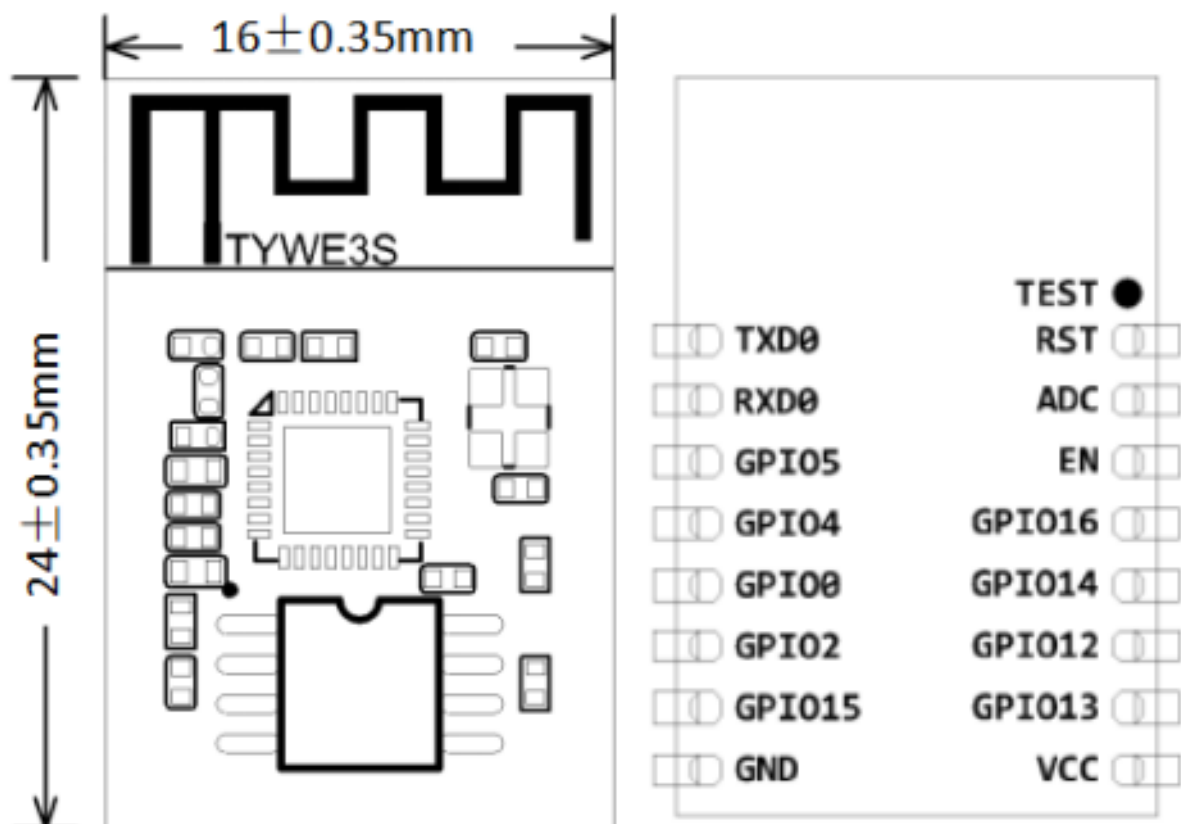 16±0.35mm
24±0.35mm
TYWE3S
TEST
TXD0 RST
RXD0 ADC
GPIO5 EN
GPIO4 GPIO16
GPIO0 GPIO14
GPIO2 GPIO12
GPIO15 GPIO13
GND VCC